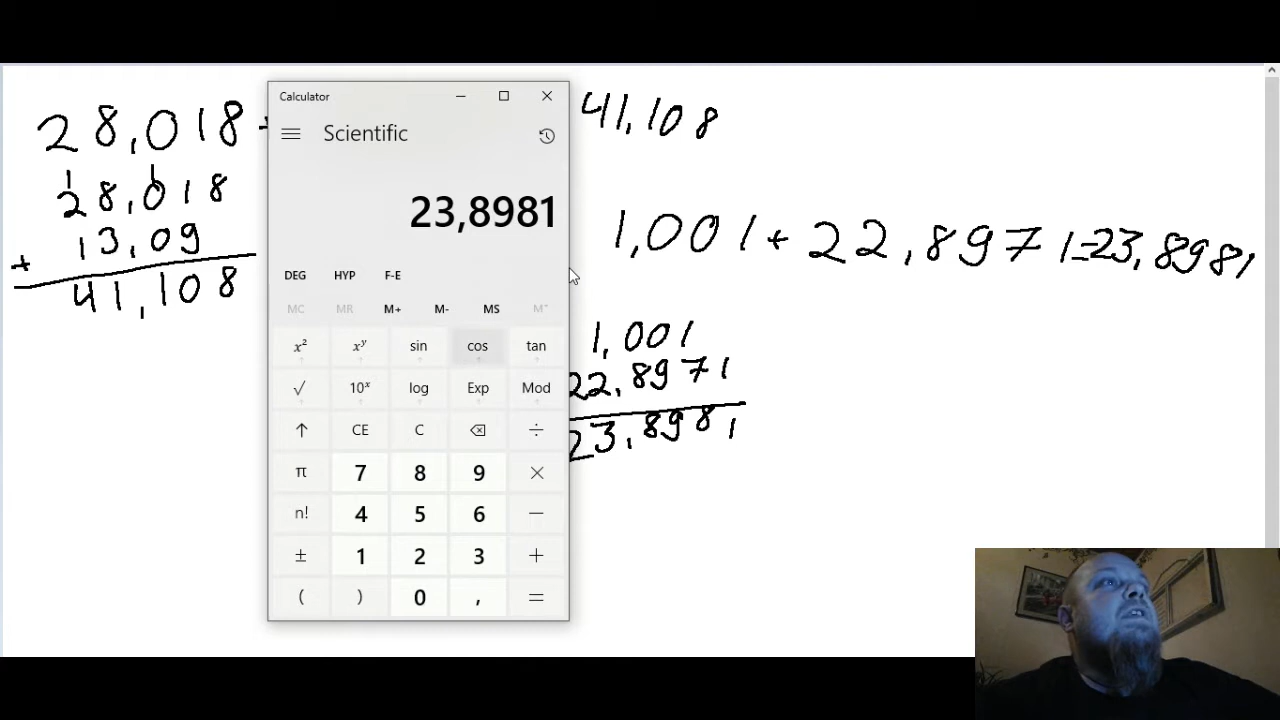 28,018 +
41,108
28,018
1 1
+ 13,09
41,108
1,001 + 22,8971 = 23,8981
1,001
22,8971
23,8981
Calculator
Scientific
23,8981
DEG HYP F-E
MC MR M+ M- MS M˅
x² xʸ sin cos tan
√ 10ˣ log Exp Mod
↑ CE C ⌫ ÷
π 7 8 9 ×
n! 4 5 6 −
± 1 2 3 +
( ) 0 , =